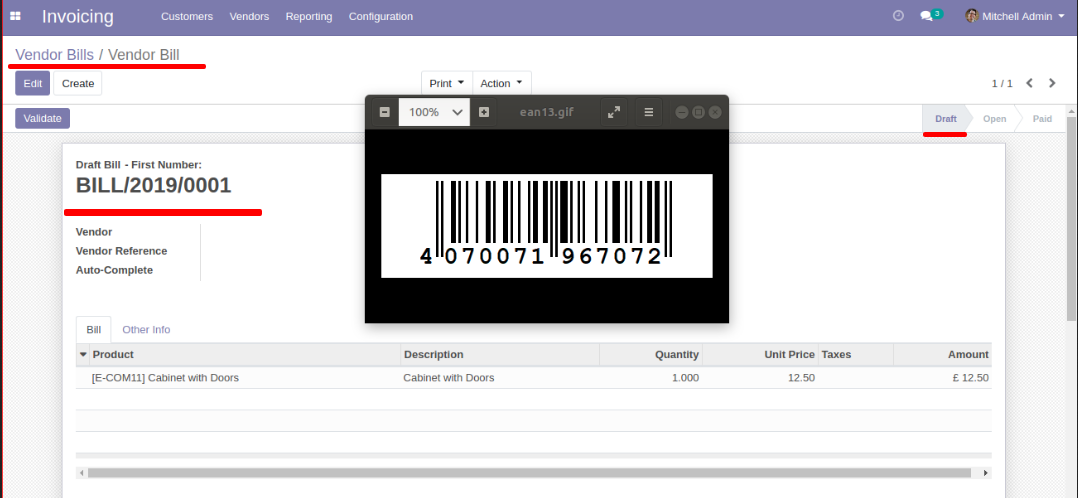 Invoicing Customers Vendors Reporting Configuration 3 Mitchell Admin
Vendor Bills / Vendor Bill
Edit Create Print Action 1 / 1
Validate Draft Open Paid
100% ean13.gif
4 070071 967072
Draft Bill - First Number:
BILL/2019/0001
Vendor
Vendor Reference
Auto-Complete
Bill Other Info
Product Description Quantity Unit Price Taxes Amount
[E-COM11] Cabinet with Doors Cabinet with Doors 1.000 12.50 £ 12.50